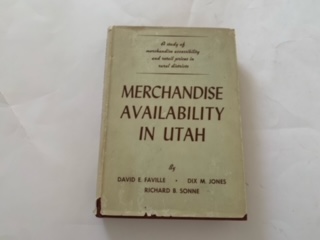 A study of
merchandise accessibility
and retail prices in
rural districts
MERCHANDISE
AVAILABILITY
IN UTAH
By
DAVID E. FAVILLE • DIX M. JONES
RICHARD B. SONNE